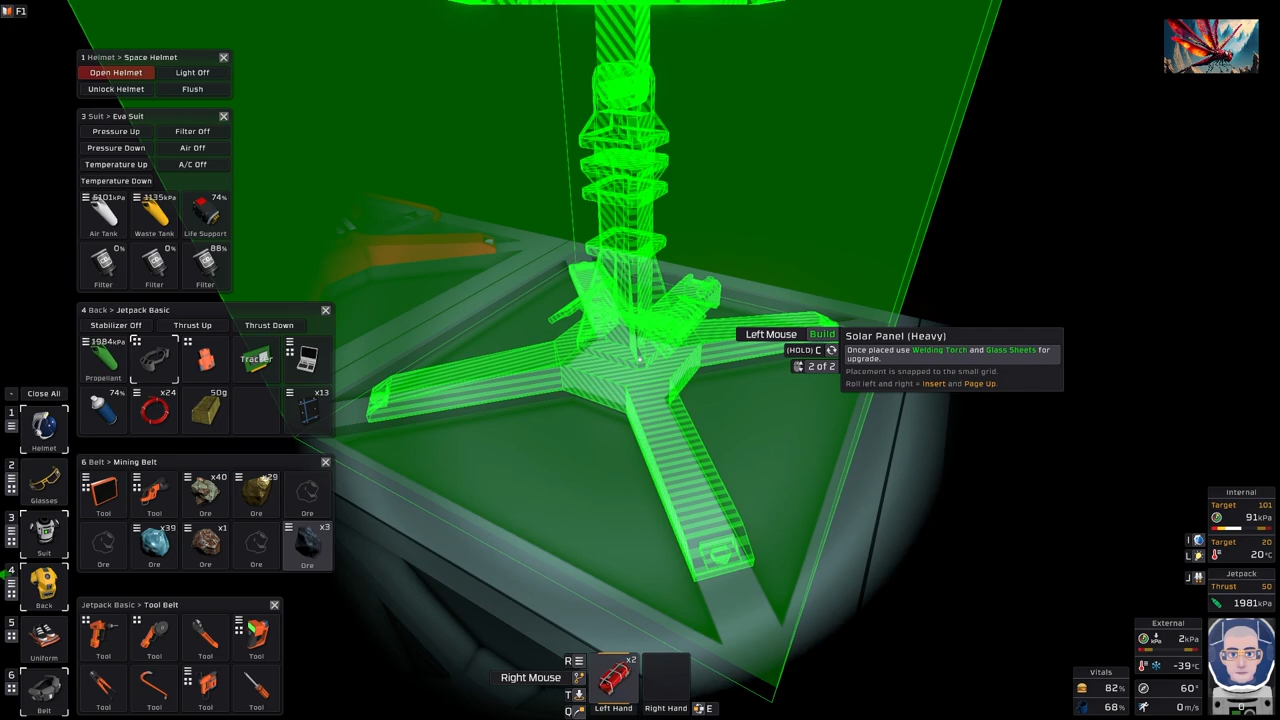 F1
1 Helmet > Space Helmet
Open Helmet
Light Off
Unlock Helmet
Flush
3 Suit > Eva Suit
Pressure Up
Filter Off
Pressure Down
Air Off
Temperature Up
A/C Off
Temperature Down
5101kPa
1135kPa
74%
Air Tank
Waste Tank
Life Support
0%
0%
88%
Filter
Filter
Filter
4 Back > Jetpack Basic
Stabilizer Off
Thrust Up
Thrust Down
1984kPa
Tracker
Propellant
74%
x24
50g
x13
- Close All
1
Helmet
2
Glasses
3
Suit
4
Back
5
Uniform
6
Belt
6 Belt > Mining Belt
x40
x29
Tool
Tool
Ore
Ore
Ore
x39
x1
x3
Ore
Ore
Ore
Ore
Ore
Jetpack Basic > Tool Belt
Tool
Tool
Tool
Tool
Tool
Tool
Tool
Tool
Left Mouse
Build
(HOLD) C
2 of 2
Solar Panel (Heavy)
Once placed use Welding Torch and Glass Sheets for
upgrade.
Placement is snapped to the small grid.
Roll left and right = Insert and Page Up.
R
x2
Right Mouse
T
Q
Left Hand
Right Hand
E
Internal
Target 101
91kPa
I
Target 20
L
20°C
Jetpack
J
Thrust 50
1981kPa
External
kPa
2kPa
-39°C
Vitals
82%
60°
68%
0m/s
0